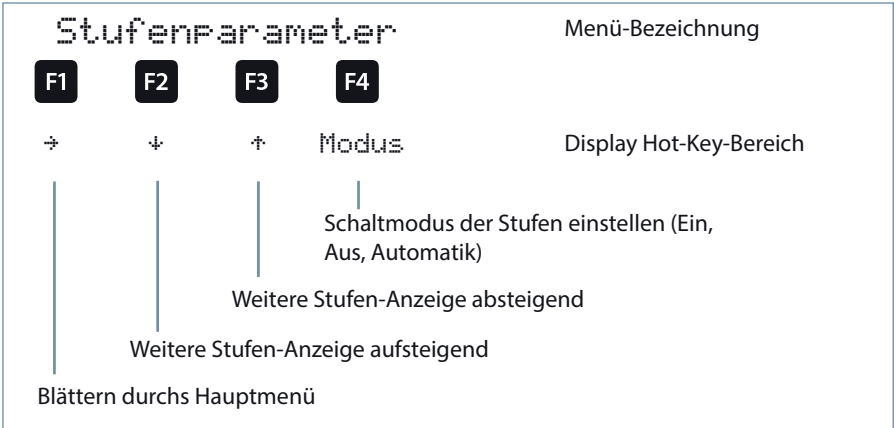 Stufenparameter Menü-Bezeichnung
F1 F2 F3 F4
→ ↓ ↑ Modus Display Hot-Key-Bereich
Schaltmodus der Stufen einstellen (Ein,
Aus, Automatik)
Weitere Stufen-Anzeige absteigend
Weitere Stufen-Anzeige aufsteigend
Blättern durchs Hauptmenü